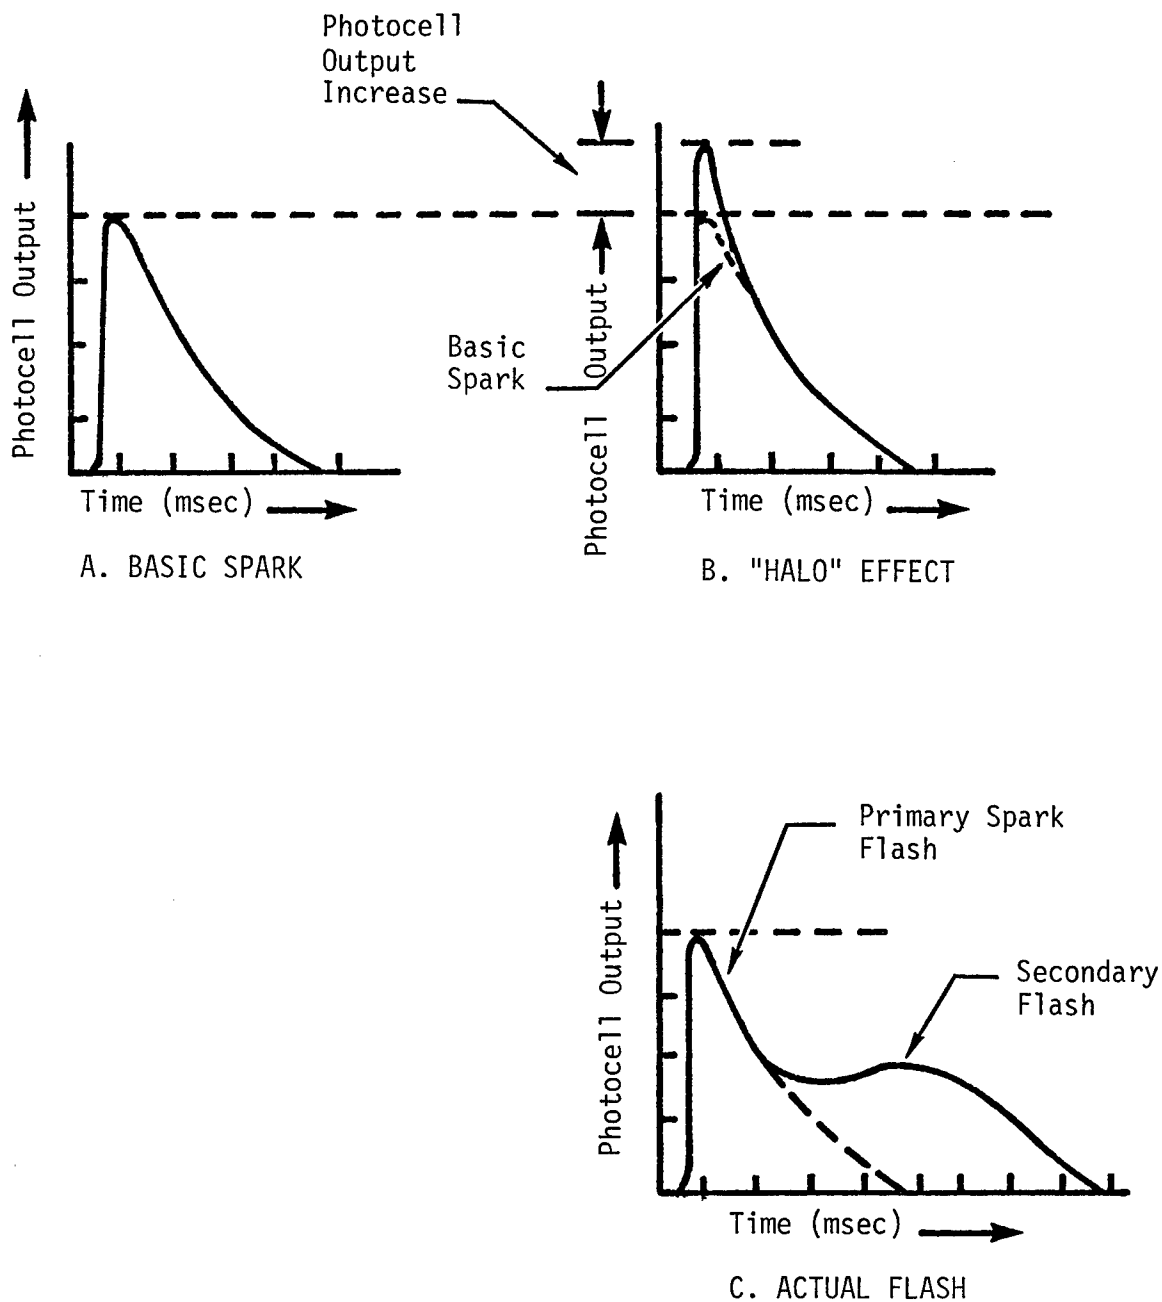 Photocell
Output
Increase
Photocell Output
Time (msec)
A. BASIC SPARK
Basic
Spark
Photocell Output
Time (msec)
B. "HALO" EFFECT
Primary Spark
Flash
Secondary
Flash
Photocell Output
Time (msec)
C. ACTUAL FLASH